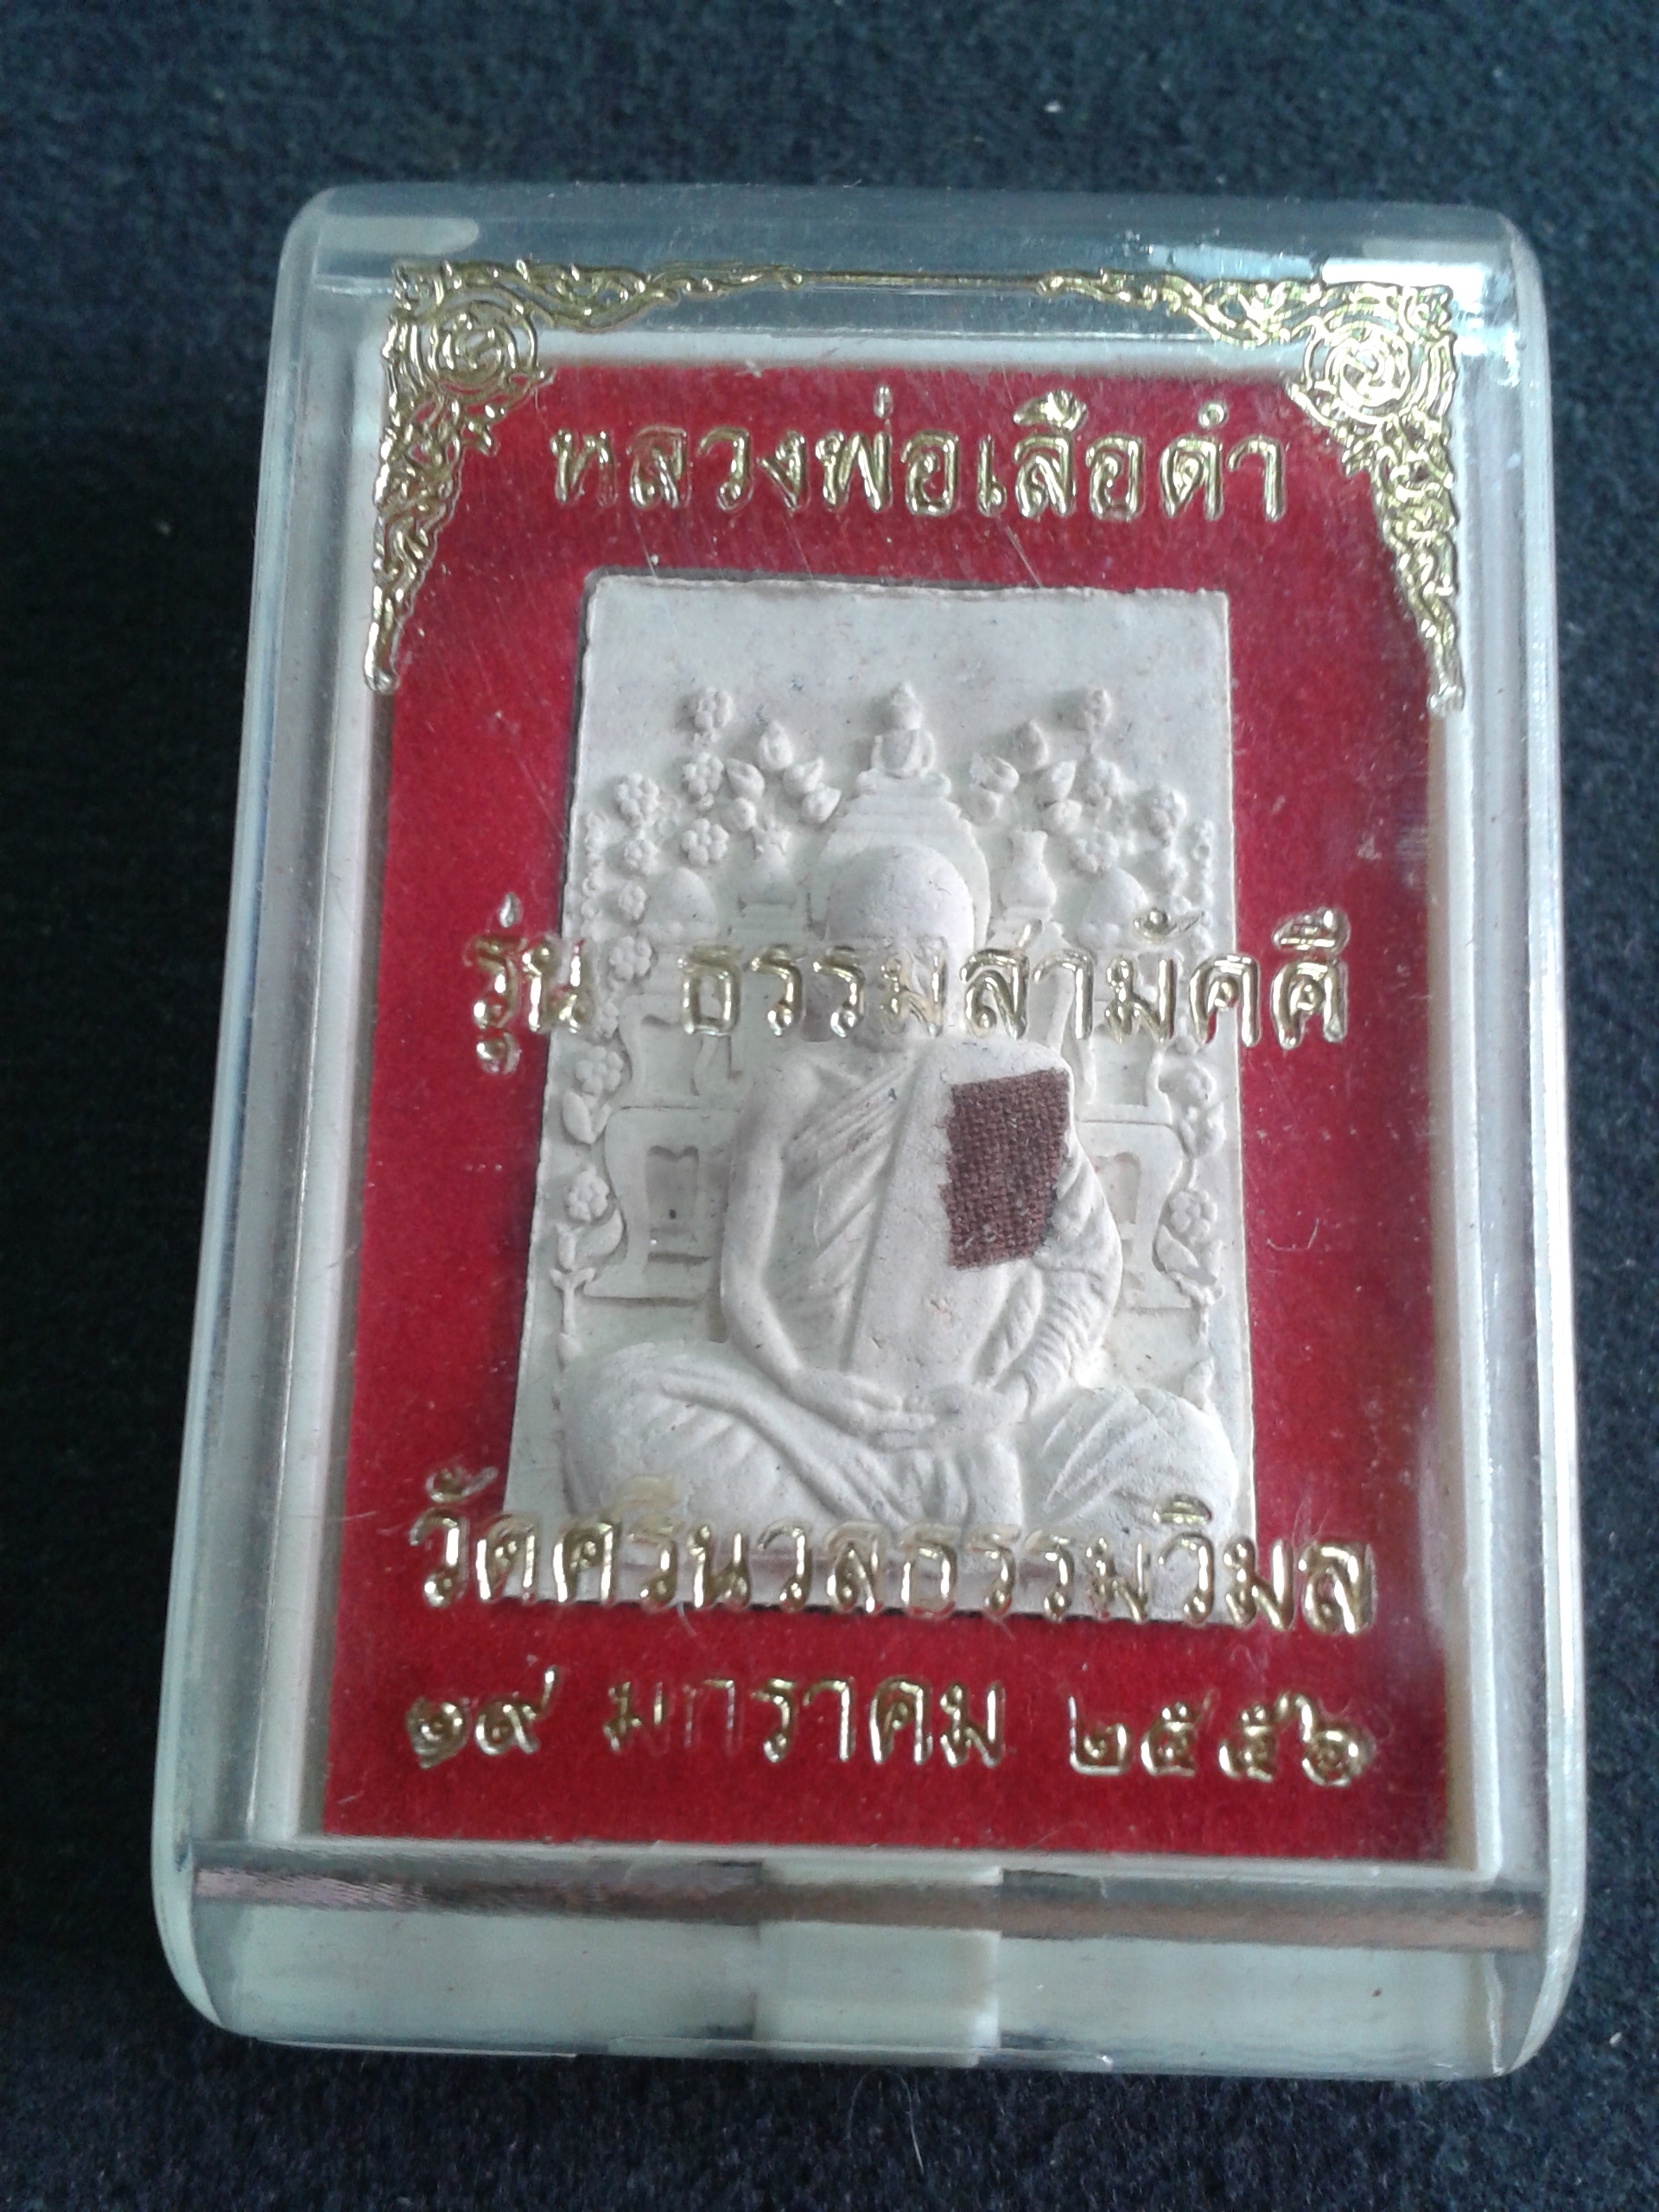 หลวงพ่อเสือดำ
รุ่น ธรรมสามัคคี
วัดศรีนวลธรรมวิมล
๑๙ มกราคม ๒๕๕๖